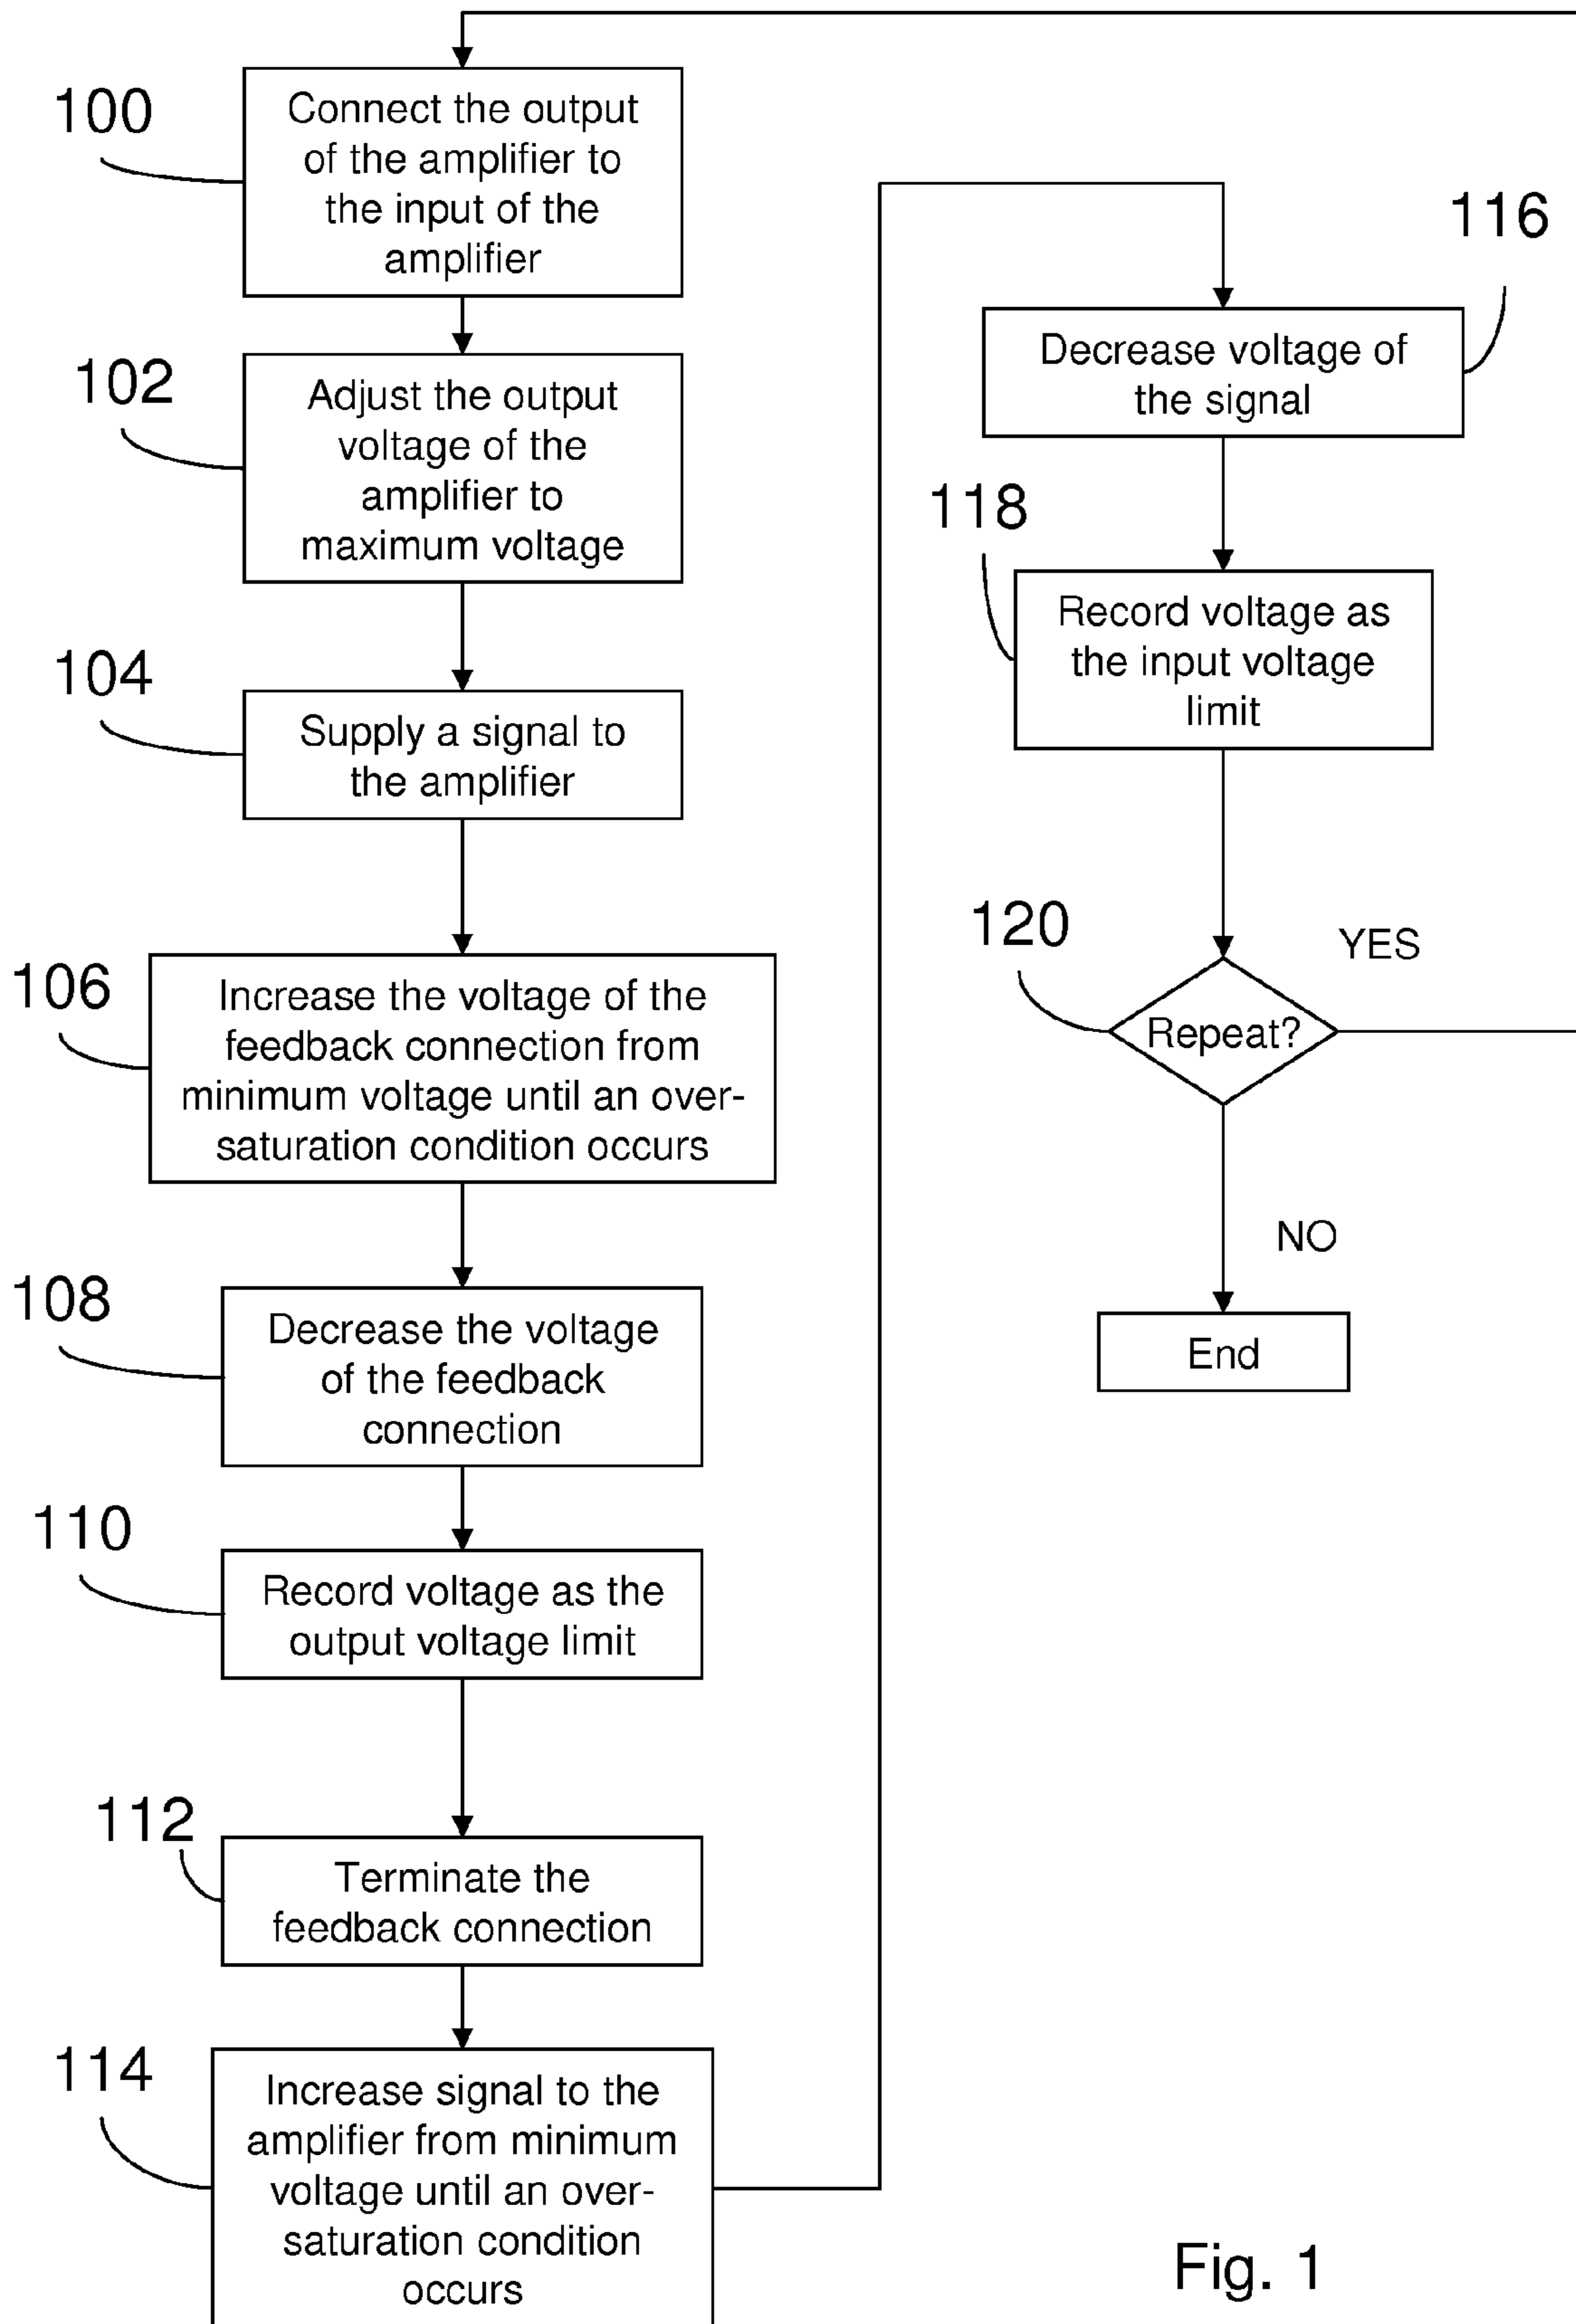 100
Connect the output
of the amplifier to
the input of the
amplifier
102
Adjust the output
voltage of the
amplifier to
maximum voltage
104
Supply a signal to
the amplifier
106
Increase the voltage of the
feedback connection from
minimum voltage until an over-
saturation condition occurs
108
Decrease the voltage
of the feedback
connection
110
Record voltage as the
output voltage limit
112
Terminate the
feedback connection
114
Increase signal to the
amplifier from minimum
voltage until an over-
saturation condition
occurs
116
Decrease voltage of
the signal
118
Record voltage as
the input voltage
limit
120
Repeat?
YES
NO
End
Fig. 1